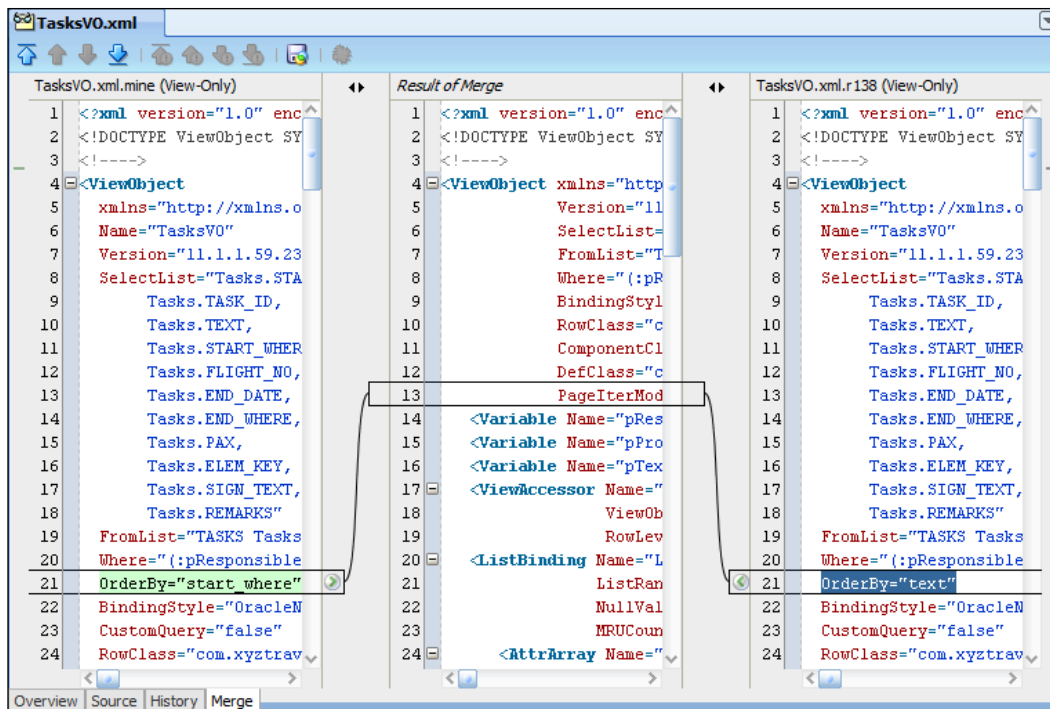 TasksVO.xml
TasksVO.xml.mine (View-Only)
1 <?xml version="1.0" enc
2 <!DOCTYPE ViewObject SY
3 <!---->
4 <ViewObject
5 xmlns="http://xmlns.o
6 Name="TasksVO"
7 Version="11.1.1.59.23
8 SelectList="Tasks.STA
9 Tasks.TASK_ID,
10 Tasks.TEXT,
11 Tasks.START_WHER
12 Tasks.FLIGHT_NO,
13 Tasks.END_DATE,
14 Tasks.END_WHERE,
15 Tasks.PAX,
16 Tasks.ELEM_KEY,
17 Tasks.SIGN_TEXT,
18 Tasks.REMARKS"
19 FromList="TASKS Tasks
20 Where="(:pResponsible
21 OrderBy="start_where"
22 BindingStyle="OracleN
23 CustomQuery="false"
24 RowClass="com.xyztrav
Result of Merge
1 <?xml version="1.0" enc
2 <!DOCTYPE ViewObject SY
3 <!---->
4 <ViewObject xmlns="http
5 Version="11
6 SelectList=
7 FromList="T
8 Where="(:pR
9 BindingStyl
10 RowClass="c
11 ComponentCl
12 DefClass="c
13 PageIterMod
14 <Variable Name="pRes
15 <Variable Name="pPro
16 <Variable Name="pTex
17 <ViewAccessor Name="
18 ViewOb
19 RowLev
20 <ListBinding Name="L
21 ListRan
22 NullVal
23 MRUCoun
24 <AttrArray Name="
TasksVO.xml.r138 (View-Only)
1 <?xml version="1.0" enc
2 <!DOCTYPE ViewObject SY
3 <!---->
4 <ViewObject
5 xmlns="http://xmlns.o
6 Name="TasksVO"
7 Version="11.1.1.59.23
8 SelectList="Tasks.STA
9 Tasks.TASK_ID,
10 Tasks.TEXT,
11 Tasks.START_WHER
12 Tasks.FLIGHT_NO,
13 Tasks.END_DATE,
14 Tasks.END_WHERE,
15 Tasks.PAX,
16 Tasks.ELEM_KEY,
17 Tasks.SIGN_TEXT,
18 Tasks.REMARKS"
19 FromList="TASKS Tasks
20 Where="(:pResponsible
21 OrderBy="text"
22 BindingStyle="OracleN
23 CustomQuery="false"
24 RowClass="com.xyztrav
Overview Source History Merge